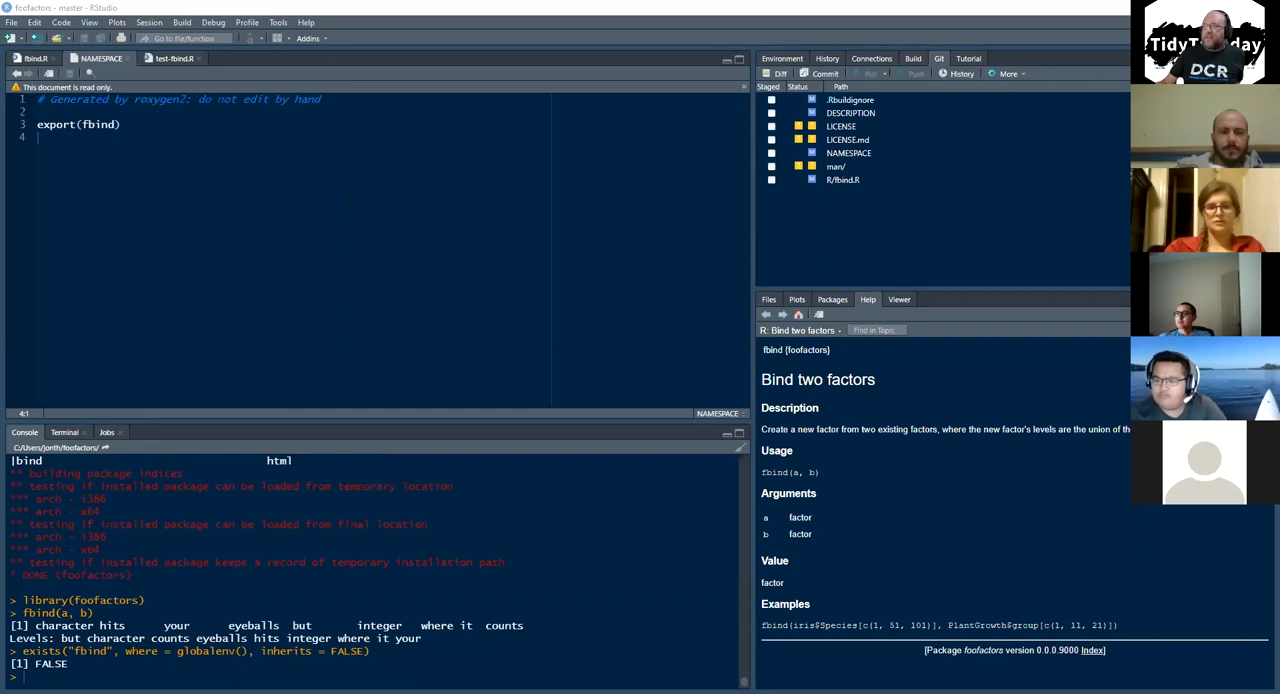 foofactors - master - RStudio
File Edit Code View Plots Session Build Debug Profile Tools Help
Go to file/function Addins
fbind.R NAMESPACE test-fbind.R
This document is read only.
1 # Generated by roxygen2: do not edit by hand
2
3 export(fbind)
4
4:1 NAMESPACE
Console Terminal Jobs
C:/Users/jonth/foofactors/
bind html
** building package indices
** testing if installed package can be loaded from temporary location
*** arch - i386
*** arch - x64
** testing if installed package can be loaded from final location
*** arch - i386
*** arch - x64
** testing if installed package keeps a record of temporary installation path
* DONE (foofactors)
> library(foofactors)
> fbind(a, b)
[1] character hits your eyeballs but integer where it counts
Levels: but character counts eyeballs hits integer where it your
> exists("fbind", where = globalenv(), inherits = FALSE)
[1] FALSE
>
Environment History Connections Build Git Tutorial
Diff Commit Pull Push History More
Staged Status Path
M .Rbuildignore
M DESCRIPTION
LICENSE
LICENSE.md
M NAMESPACE
man/
M R/fbind.R
Files Plots Packages Help Viewer
R: Bind two factors Find in Topic
fbind {foofactors}
Bind two factors
Description
Create a new factor from two existing factors, where the new factor's levels are the union of the
Usage
fbind(a, b)
Arguments
a factor
b factor
Value
factor
Examples
fbind(iris$Species[c(1, 51, 101)], PlantGrowth$group[c(1, 11, 21)])
[Package foofactors version 0.0.0.9000 Index]
DCR